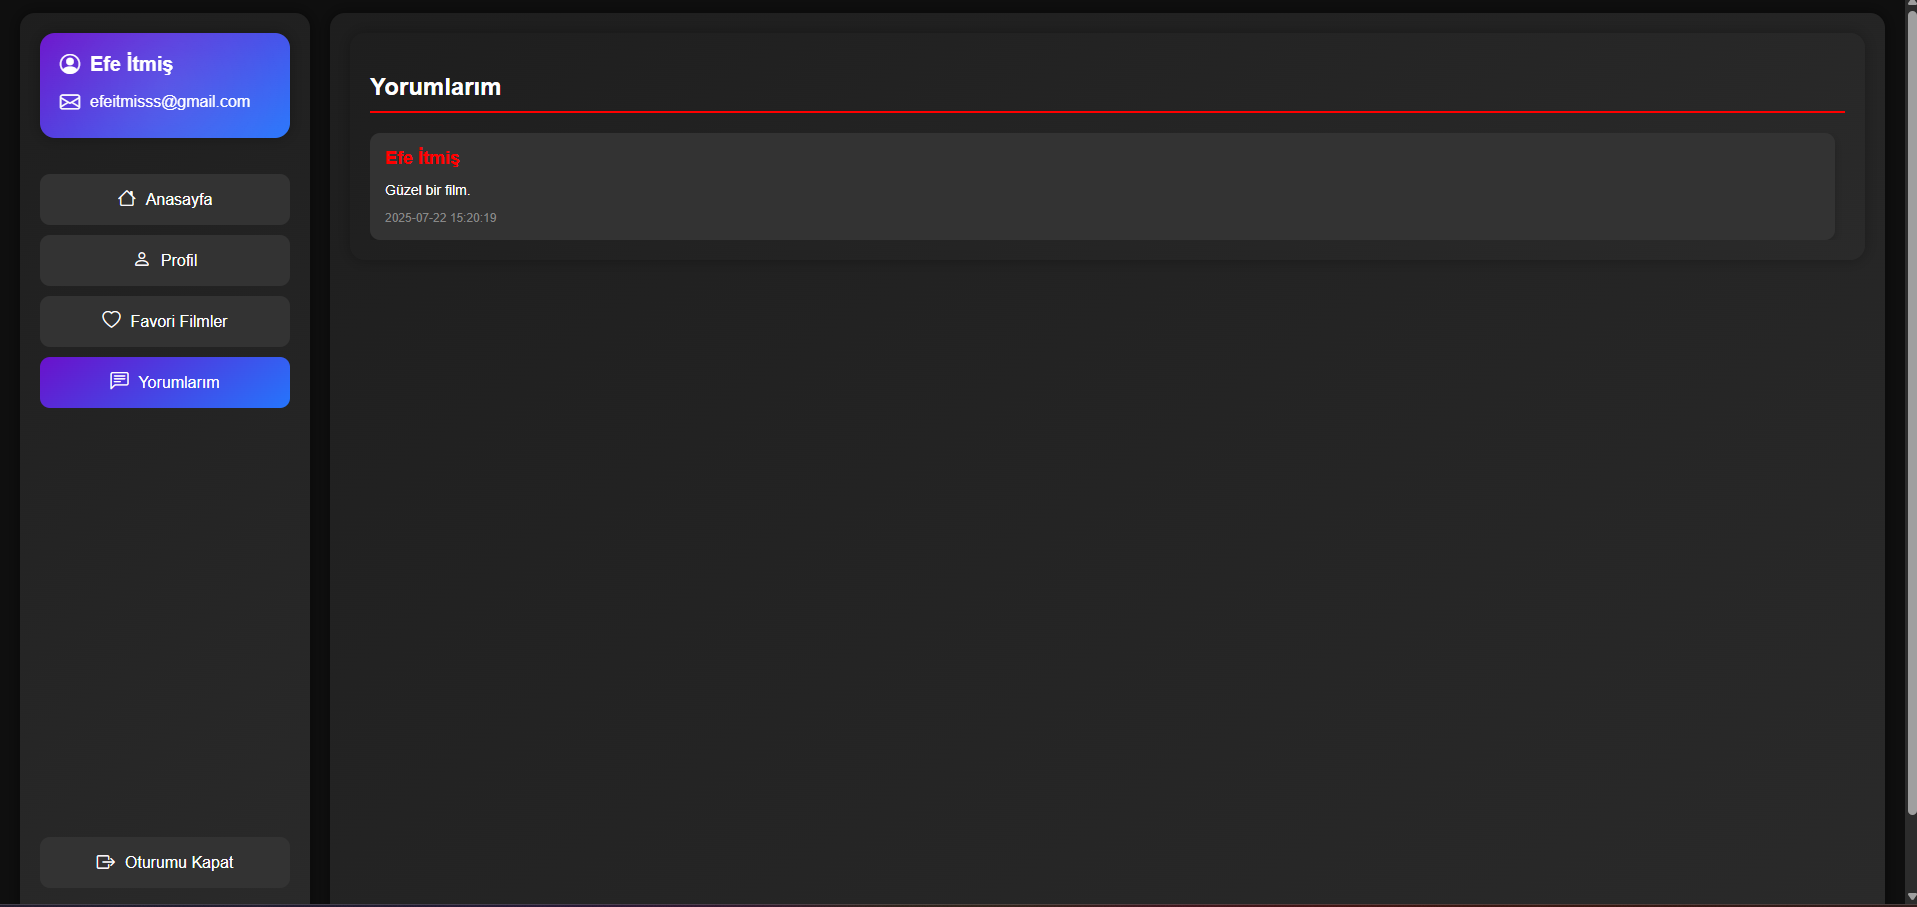 Efe İtmiş
efeitmisss@gmail.com
Anasayfa
Profil
Favori Filmler
Yorumlarım
Oturumu Kapat
Yorumlarım
Efe İtmiş
Güzel bir film.
2025-07-22 15:20:19